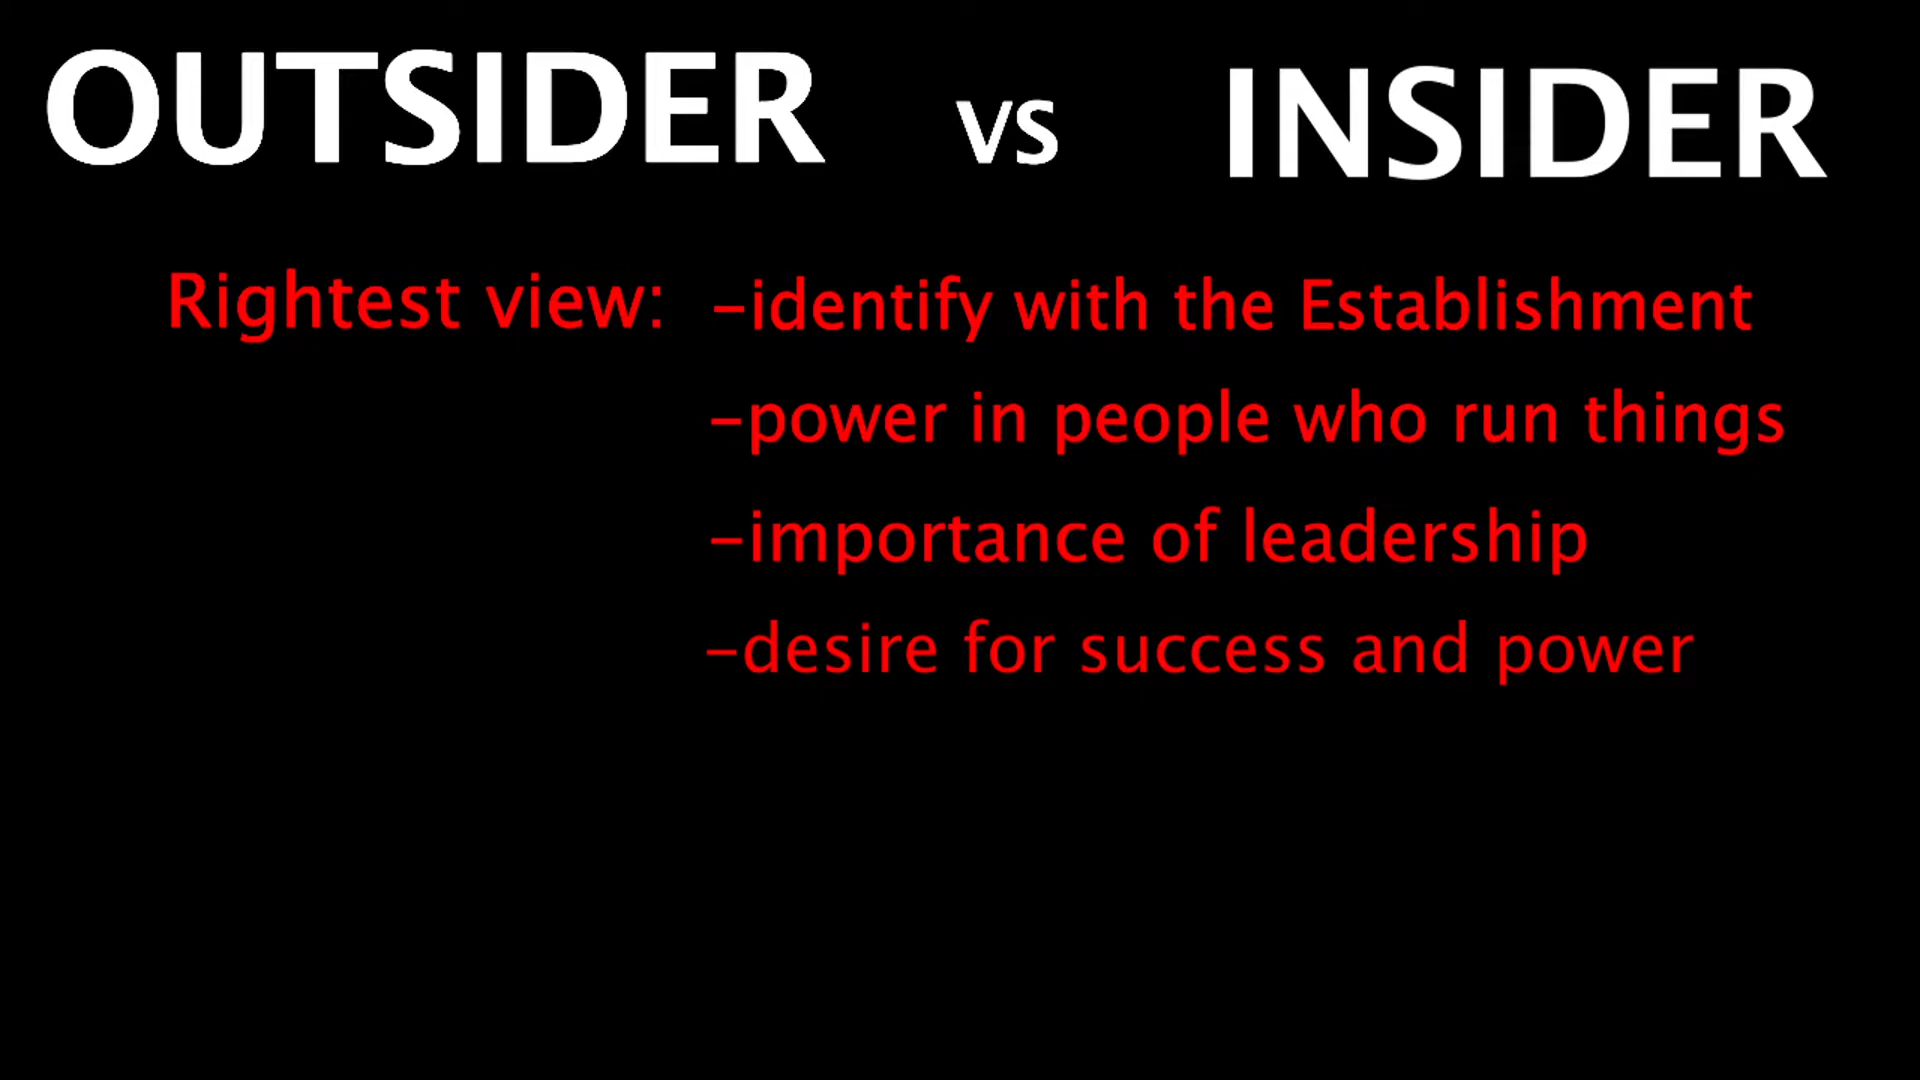 OUTSIDER vs INSIDER
Rightest view: -identify with the Establishment
-power in people who run things
-importance of leadership
-desire for success and power